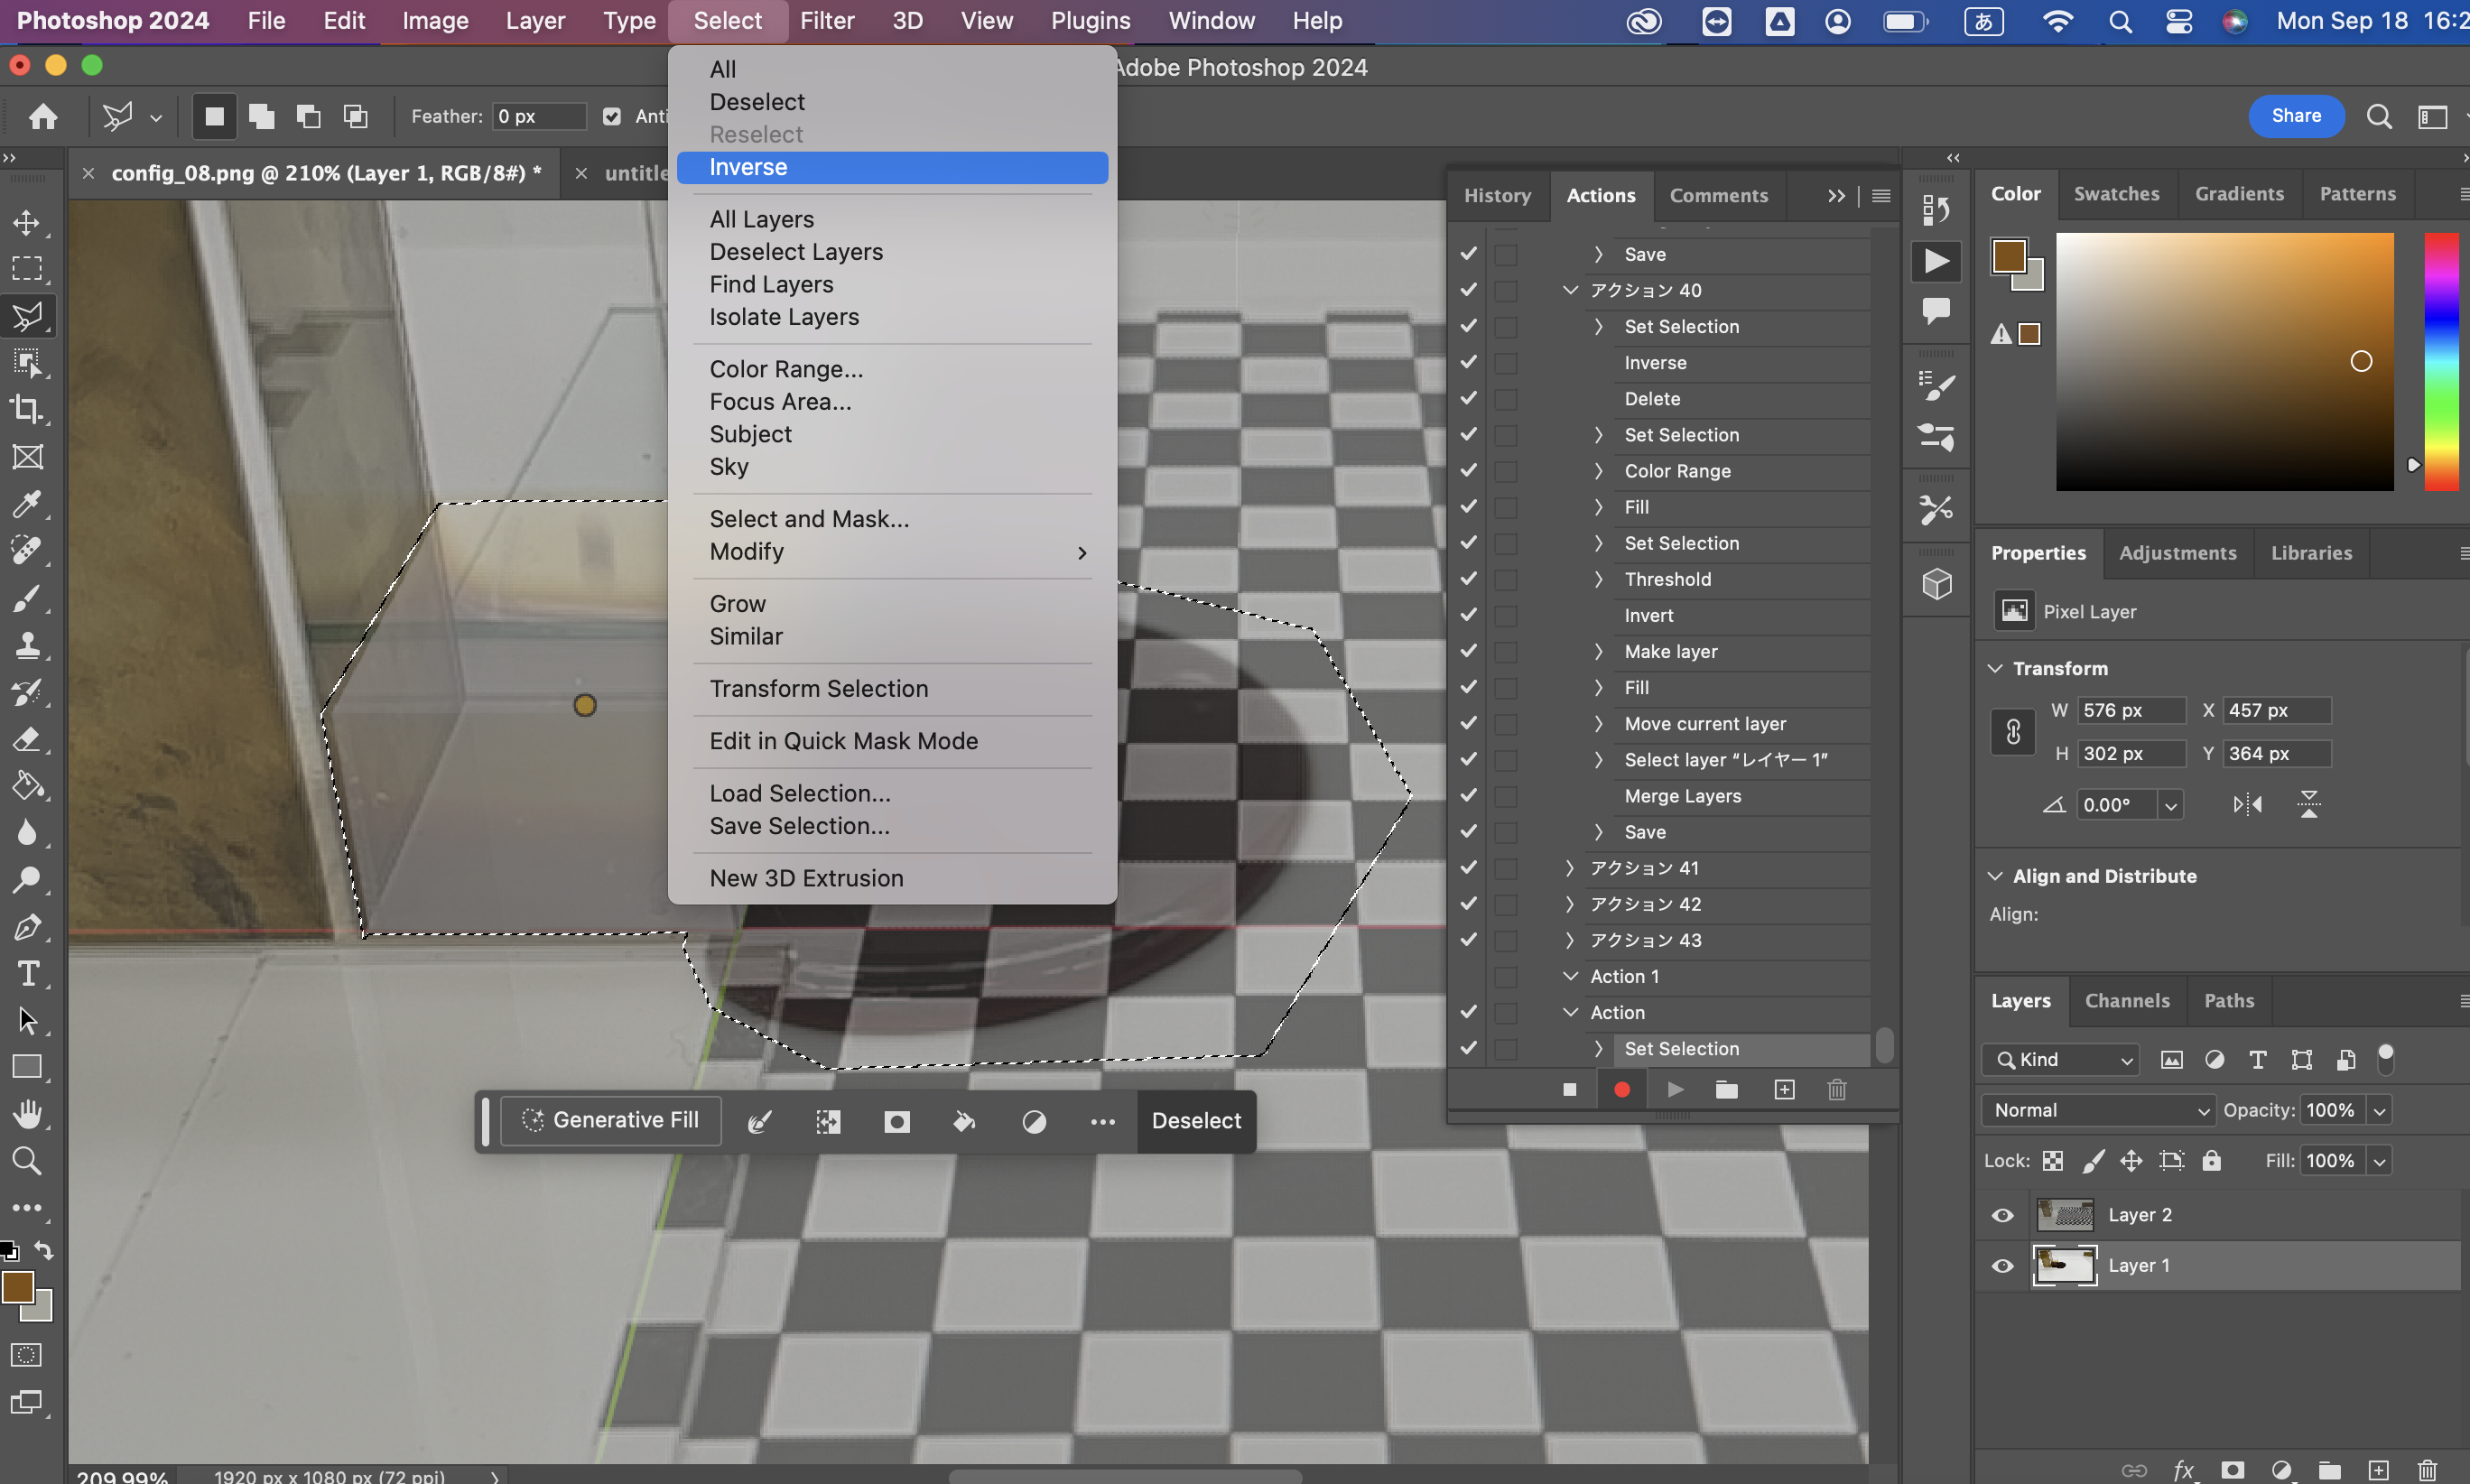 Photoshop 2024 File Edit Image Layer Type Select Filter 3D View Plugins Window Help Mon Sep 18
Adobe Photoshop 2024
Feather: 0 px
Share
config_08.png @ 210% (Layer 1, RGB/8#) *
All
Deselect
Reselect
Inverse
All Layers
Deselect Layers
Find Layers
Isolate Layers
Color Range...
Focus Area...
Subject
Sky
Select and Mask...
Modify
Grow
Similar
Transform Selection
Edit in Quick Mask Mode
Load Selection...
Save Selection...
New 3D Extrusion
Generative Fill
Deselect
209.99% 1920 px x 1080 px (72 ppi)
History Actions Comments
Save
アクション 40
Set Selection
Inverse
Delete
Set Selection
Color Range
Fill
Set Selection
Threshold
Invert
Make layer
Fill
Move current layer
Select layer “レイヤー 1”
Merge Layers
Save
アクション 41
アクション 42
アクション 43
Action 1
Action
Set Selection
Color Swatches Gradients Patterns
Properties Adjustments Libraries
Pixel Layer
Transform
W 576 px X 457 px
H 302 px Y 364 px
0.00°
Align and Distribute
Align:
Layers Channels Paths
Kind
Normal Opacity: 100%
Lock: Fill: 100%
Layer 2
Layer 1